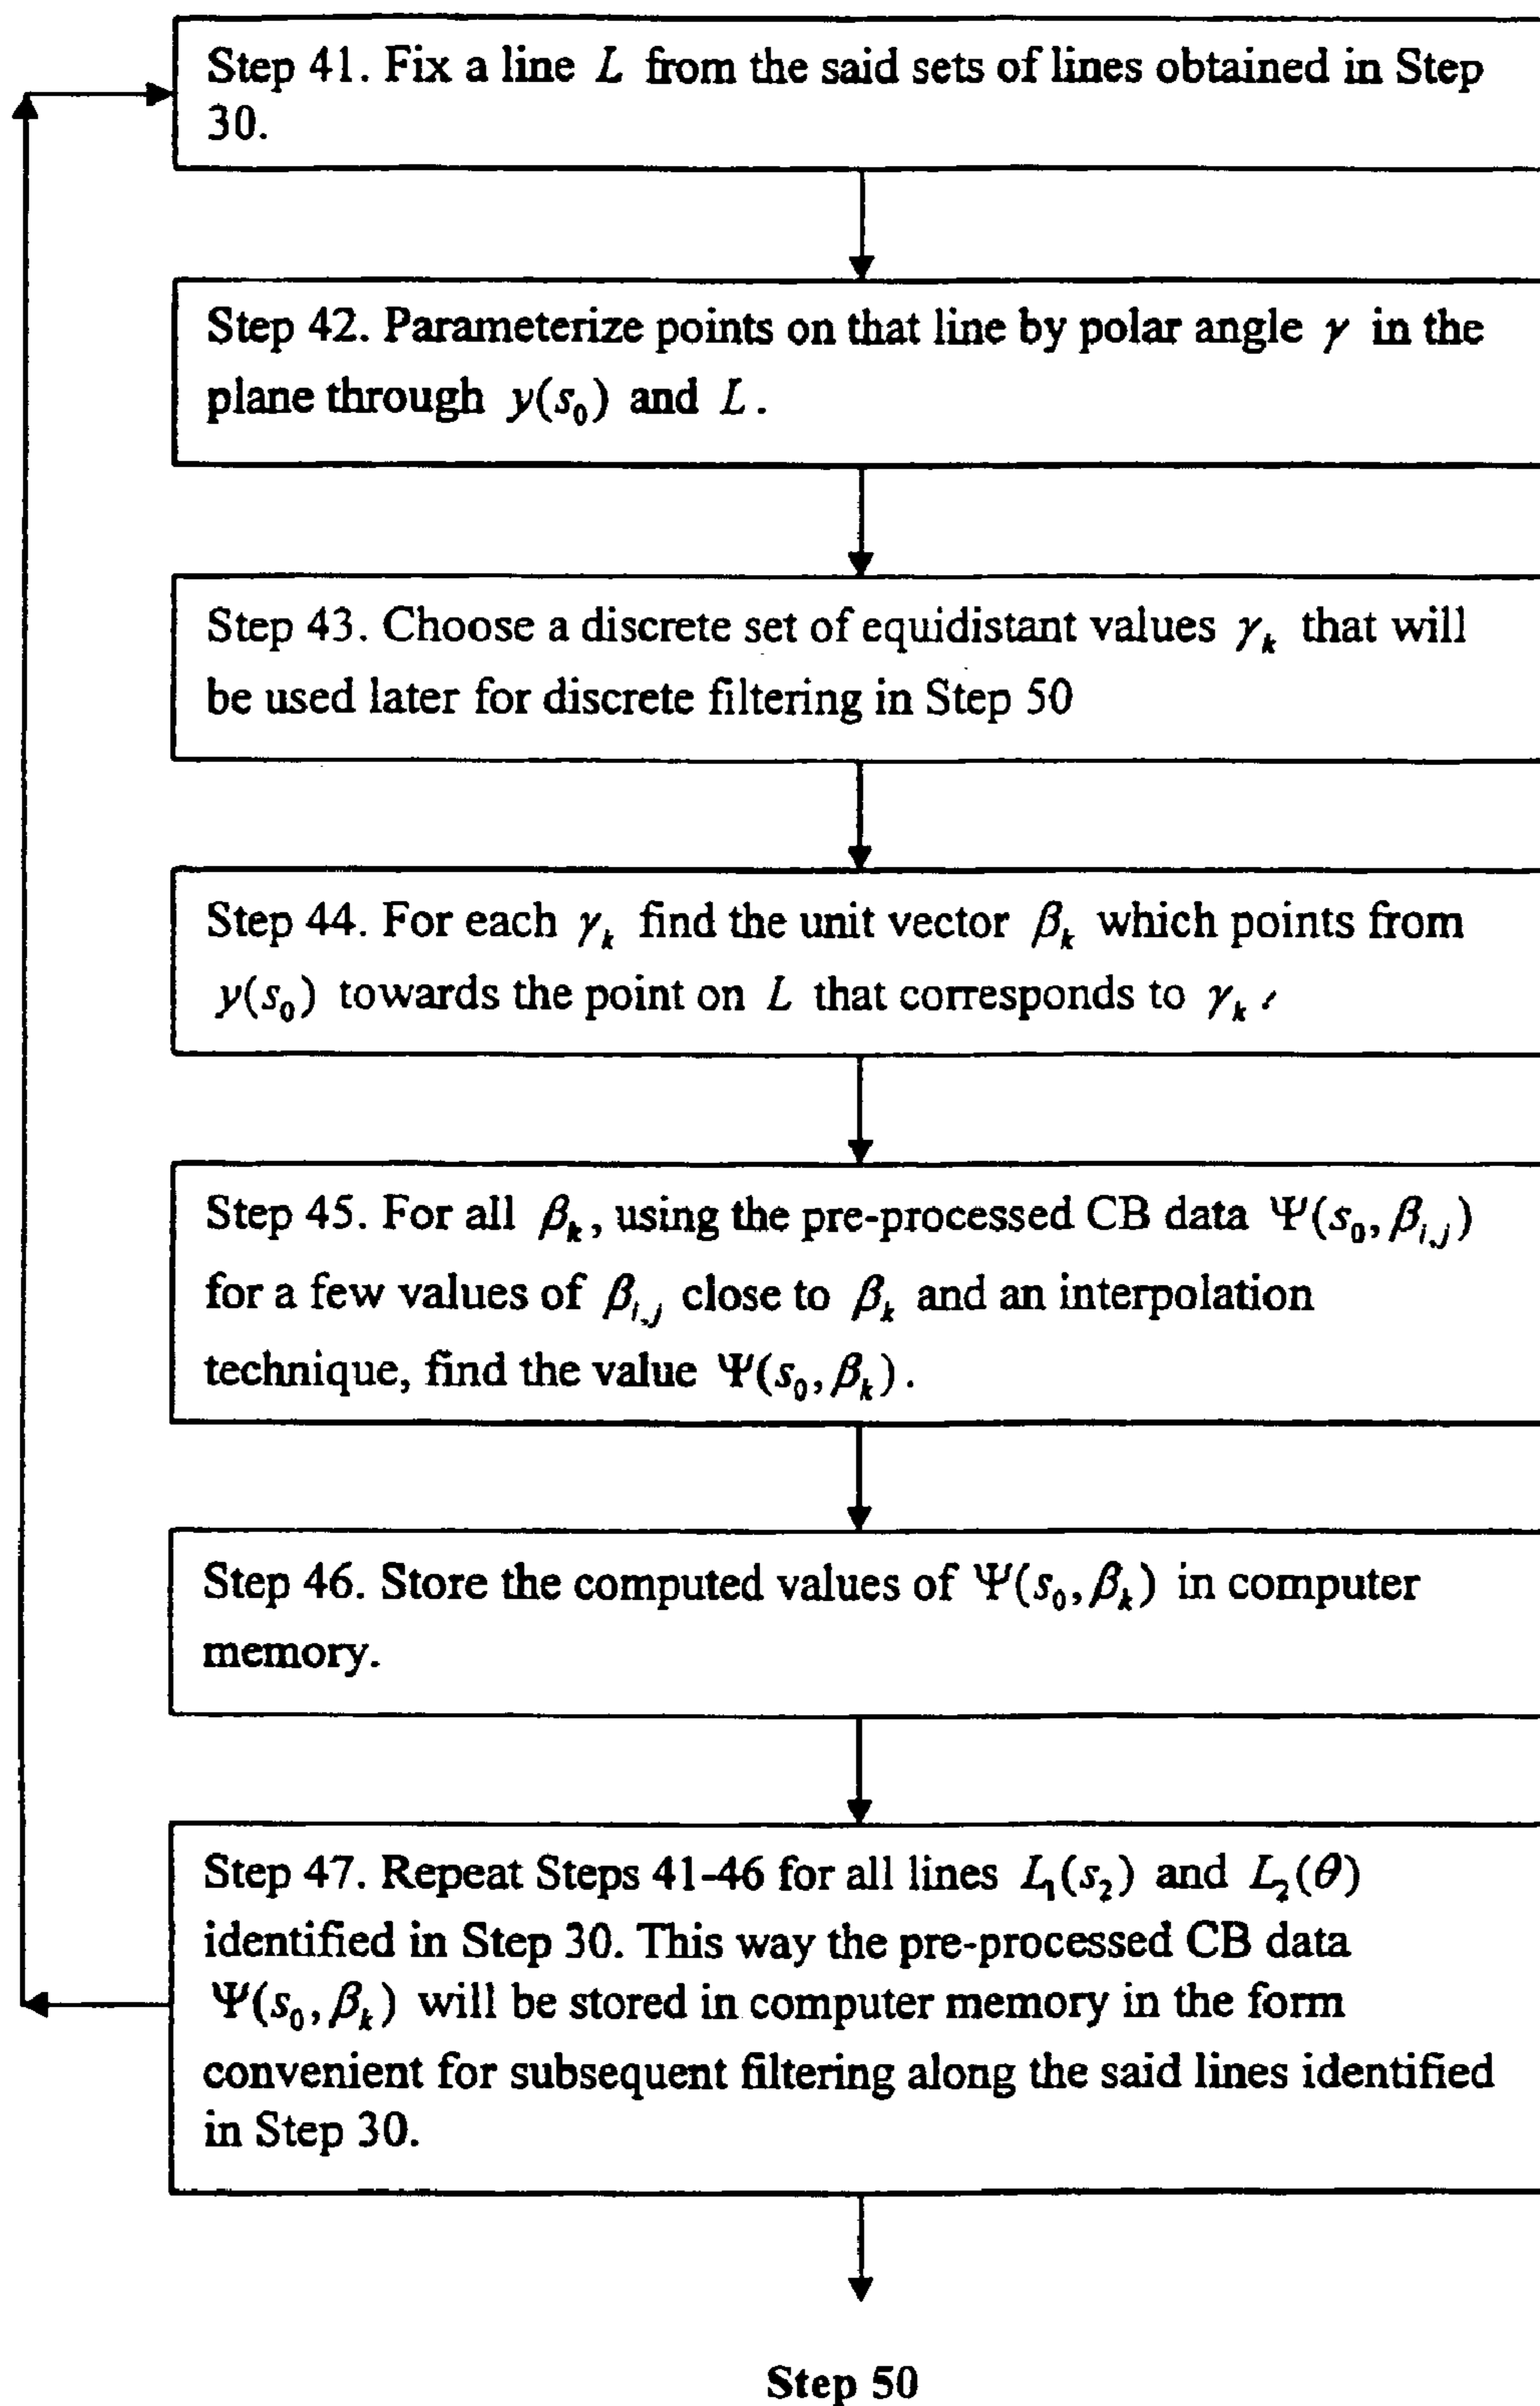 Step 41. Fix a line L from the said sets of lines obtained in Step
30.
Step 42. Parameterize points on that line by polar angle γ in the
plane through y(s₀) and L.
Step 43. Choose a discrete set of equidistant values γₖ that will
be used later for discrete filtering in Step 50
Step 44. For each γₖ find the unit vector βₖ which points from
y(s₀) towards the point on L that corresponds to γₖ.
Step 45. For all βₖ, using the pre-processed CB data Ψ(s₀, βᵢ,ⱼ)
for a few values of βᵢ,ⱼ close to βₖ and an interpolation
technique, find the value Ψ(s₀, βₖ).
Step 46. Store the computed values of Ψ(s₀, βₖ) in computer
memory.
Step 47. Repeat Steps 41-46 for all lines L₁(s₂) and L₂(θ)
identified in Step 30. This way the pre-processed CB data
Ψ(s₀, βₖ) will be stored in computer memory in the form
convenient for subsequent filtering along the said lines identified
in Step 30.
Step 50